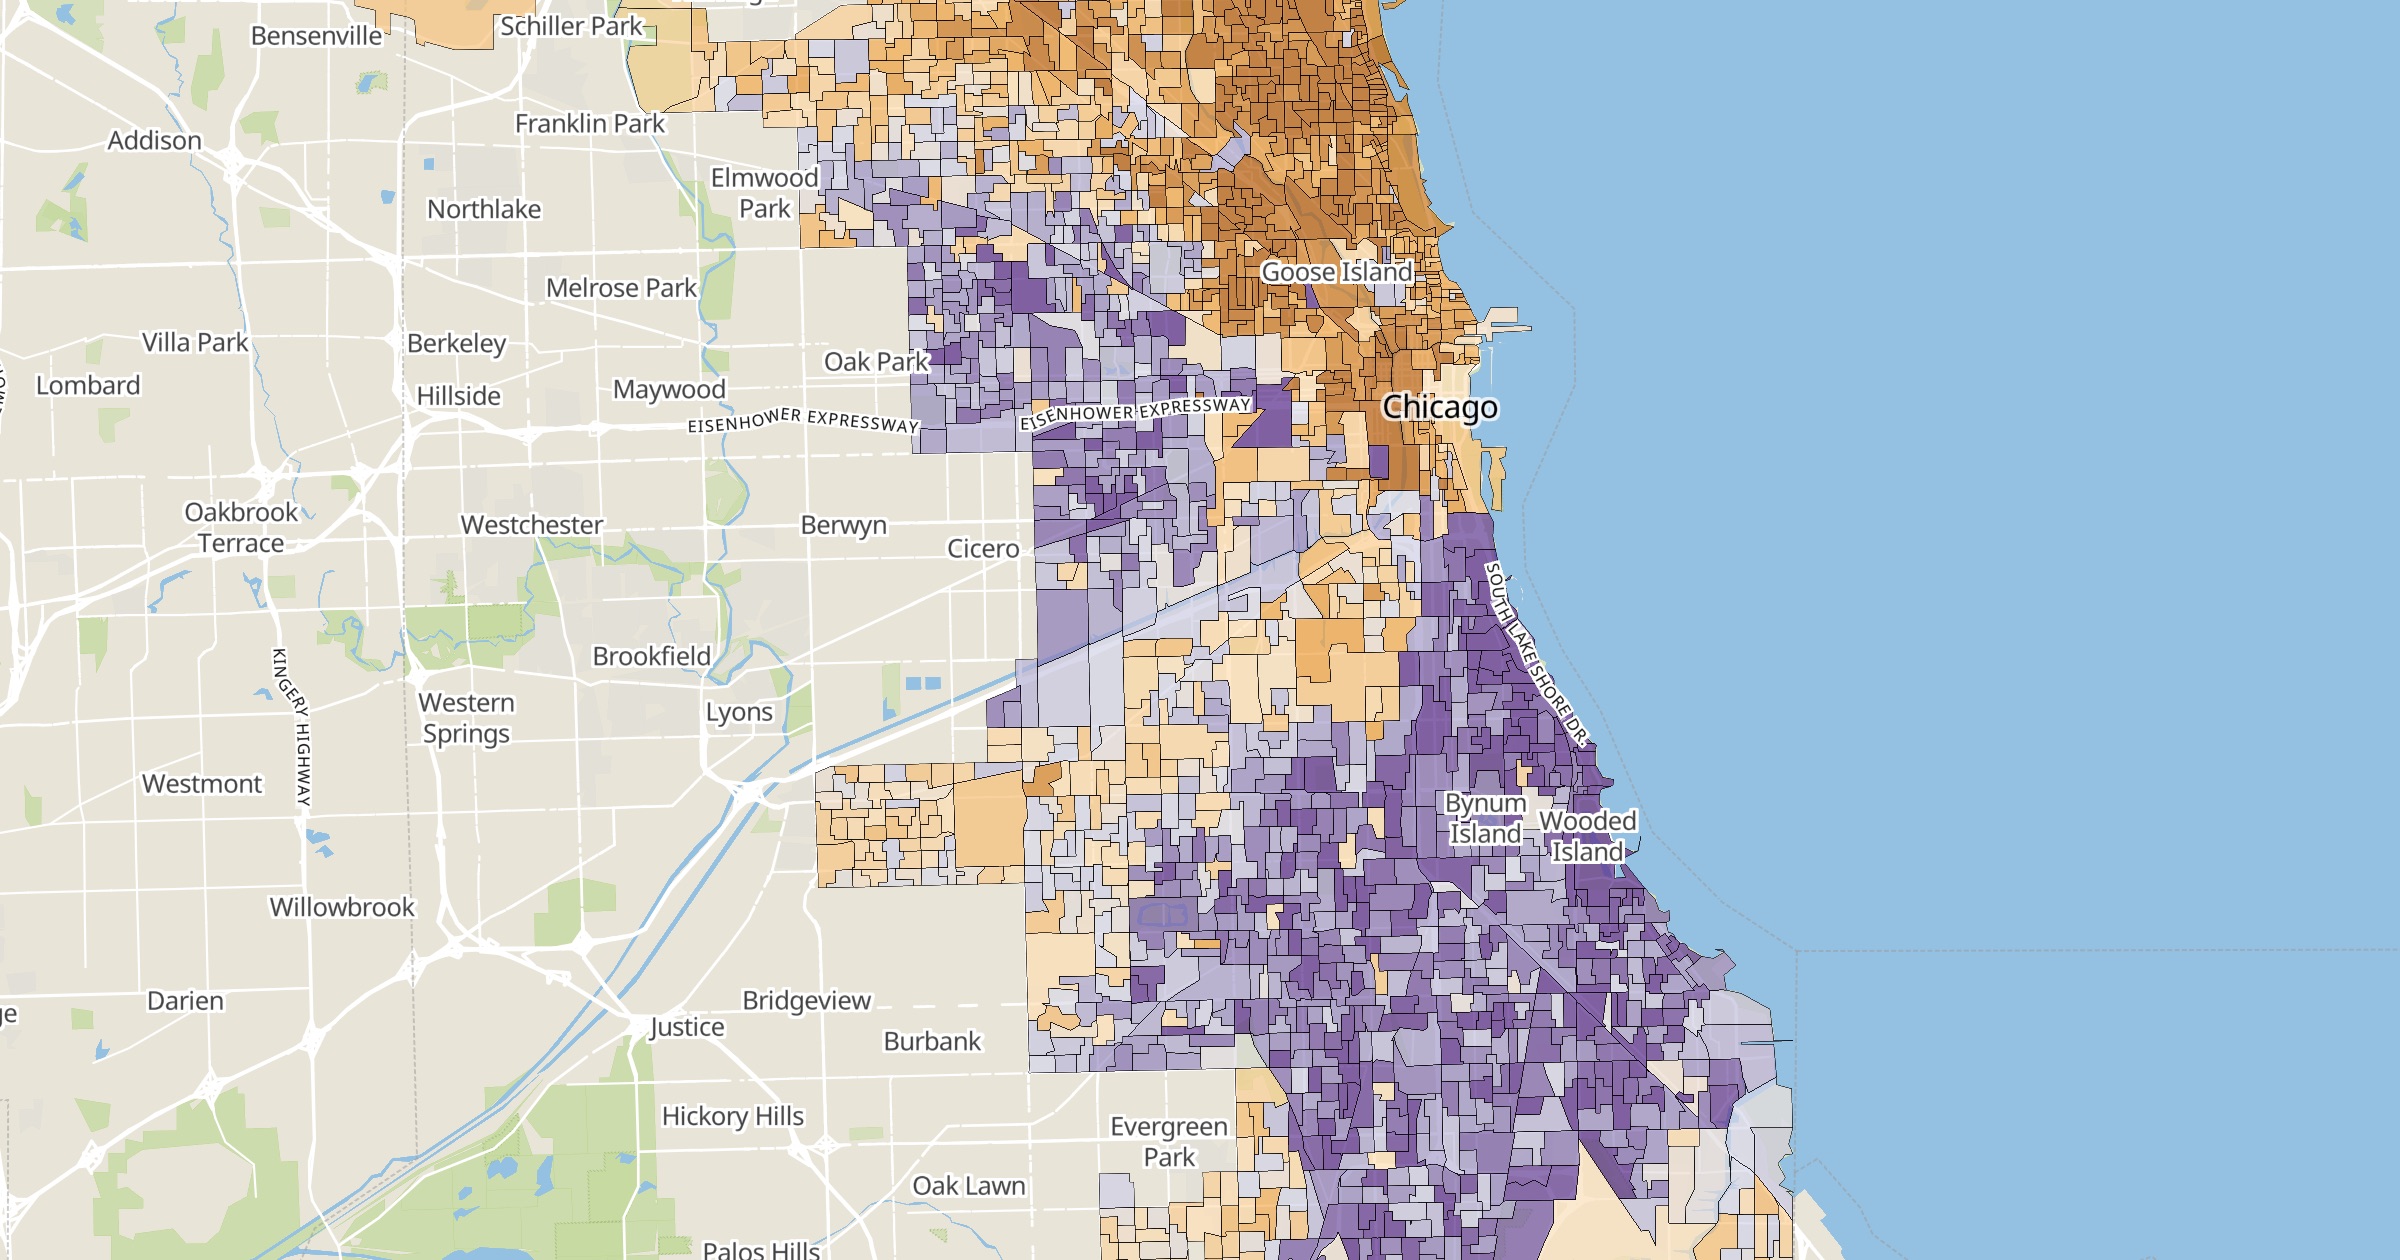 Schiller Park
Bensenville
Franklin Park
Addison
Elmwood
Park
Northlake
Goose Island
Melrose Park
Villa Park
Berkeley
Oak Park
Lombard
Hillside
Maywood
Chicago
EISENHOWER EXPRESSWAY
EISENHOWER EXPRESSWAY
Oakbrook
Terrace
Westchester
Berwyn
Cicero
SOUTH LAKE SHORE DR.
KINGERY HIGHWAY
Brookfield
Western
Springs
Lyons
Westmont
Bynum
Island
Wooded
Island
Willowbrook
Darien
Bridgeview
ge
Justice
Burbank
Hickory Hills
Evergreen
Park
Oak Lawn
Palos Hills